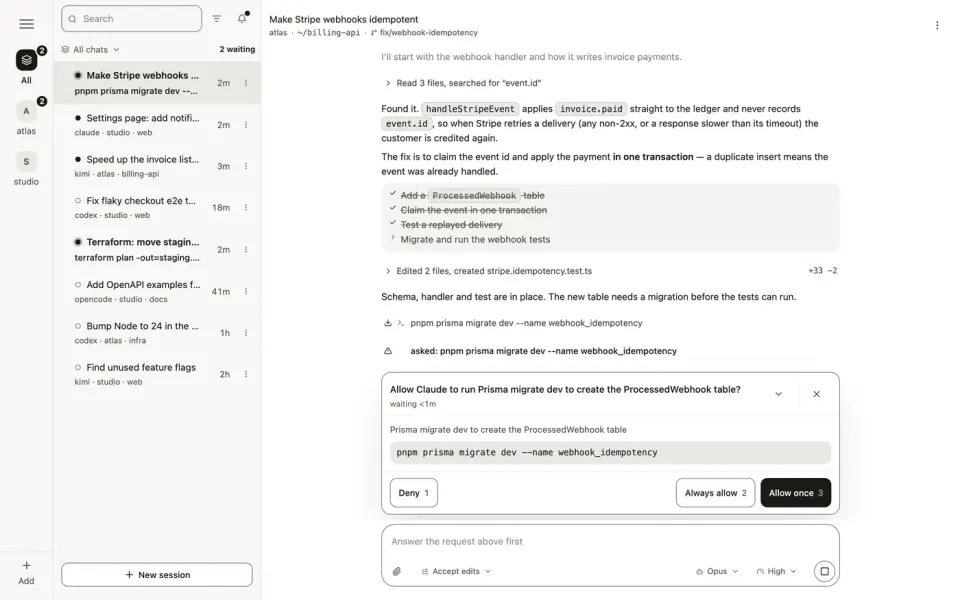 2
All
A
2
atlas
S
studio
Add
Search
All chats
2 waiting
Make Stripe webhooks ...
2m
pnpm prisma migrate dev --...
Settings page: add notifi...
2m
claude · studio · web
Speed up the invoice list...
3m
kimi · atlas · billing-api
Fix flaky checkout e2e t...
18m
codex · studio · web
Terraform: move stagin...
2m
terraform plan -out=staging....
Add OpenAPI examples f...
41m
opencode · studio · docs
Bump Node to 24 in the ...
1h
codex · atlas · infra
Find unused feature flags
2h
kimi · studio · web
+ New session
Make Stripe webhooks idempotent
atlas · ~/billing-api · fix/webhook-idempotency
I'll start with the webhook handler and how it writes invoice payments.
Read 3 files, searched for “event.id”
Found it. handleStripeEvent applies invoice.paid straight to the ledger and never records
event.id, so when Stripe retries a delivery (any non-2xx, or a response slower than its timeout) the
customer is credited again.
The fix is to claim the event id and apply the payment in one transaction — a duplicate insert means the
event was already handled.
Add a ProcessedWebhook table
Claim the event in one transaction
Test a replayed delivery
Migrate and run the webhook tests
Edited 2 files, created stripe.idempotency.test.ts
+33 −2
Schema, handler and test are in place. The new table needs a migration before the tests can run.
pnpm prisma migrate dev --name webhook_idempotency
asked: pnpm prisma migrate dev --name webhook_idempotency
Allow Claude to run Prisma migrate dev to create the ProcessedWebhook table?
waiting <1m
Prisma migrate dev to create the ProcessedWebhook table
pnpm prisma migrate dev --name webhook_idempotency
Deny 1
Always allow 2
Allow once 3
Answer the request above first
Accept edits
Opus
High